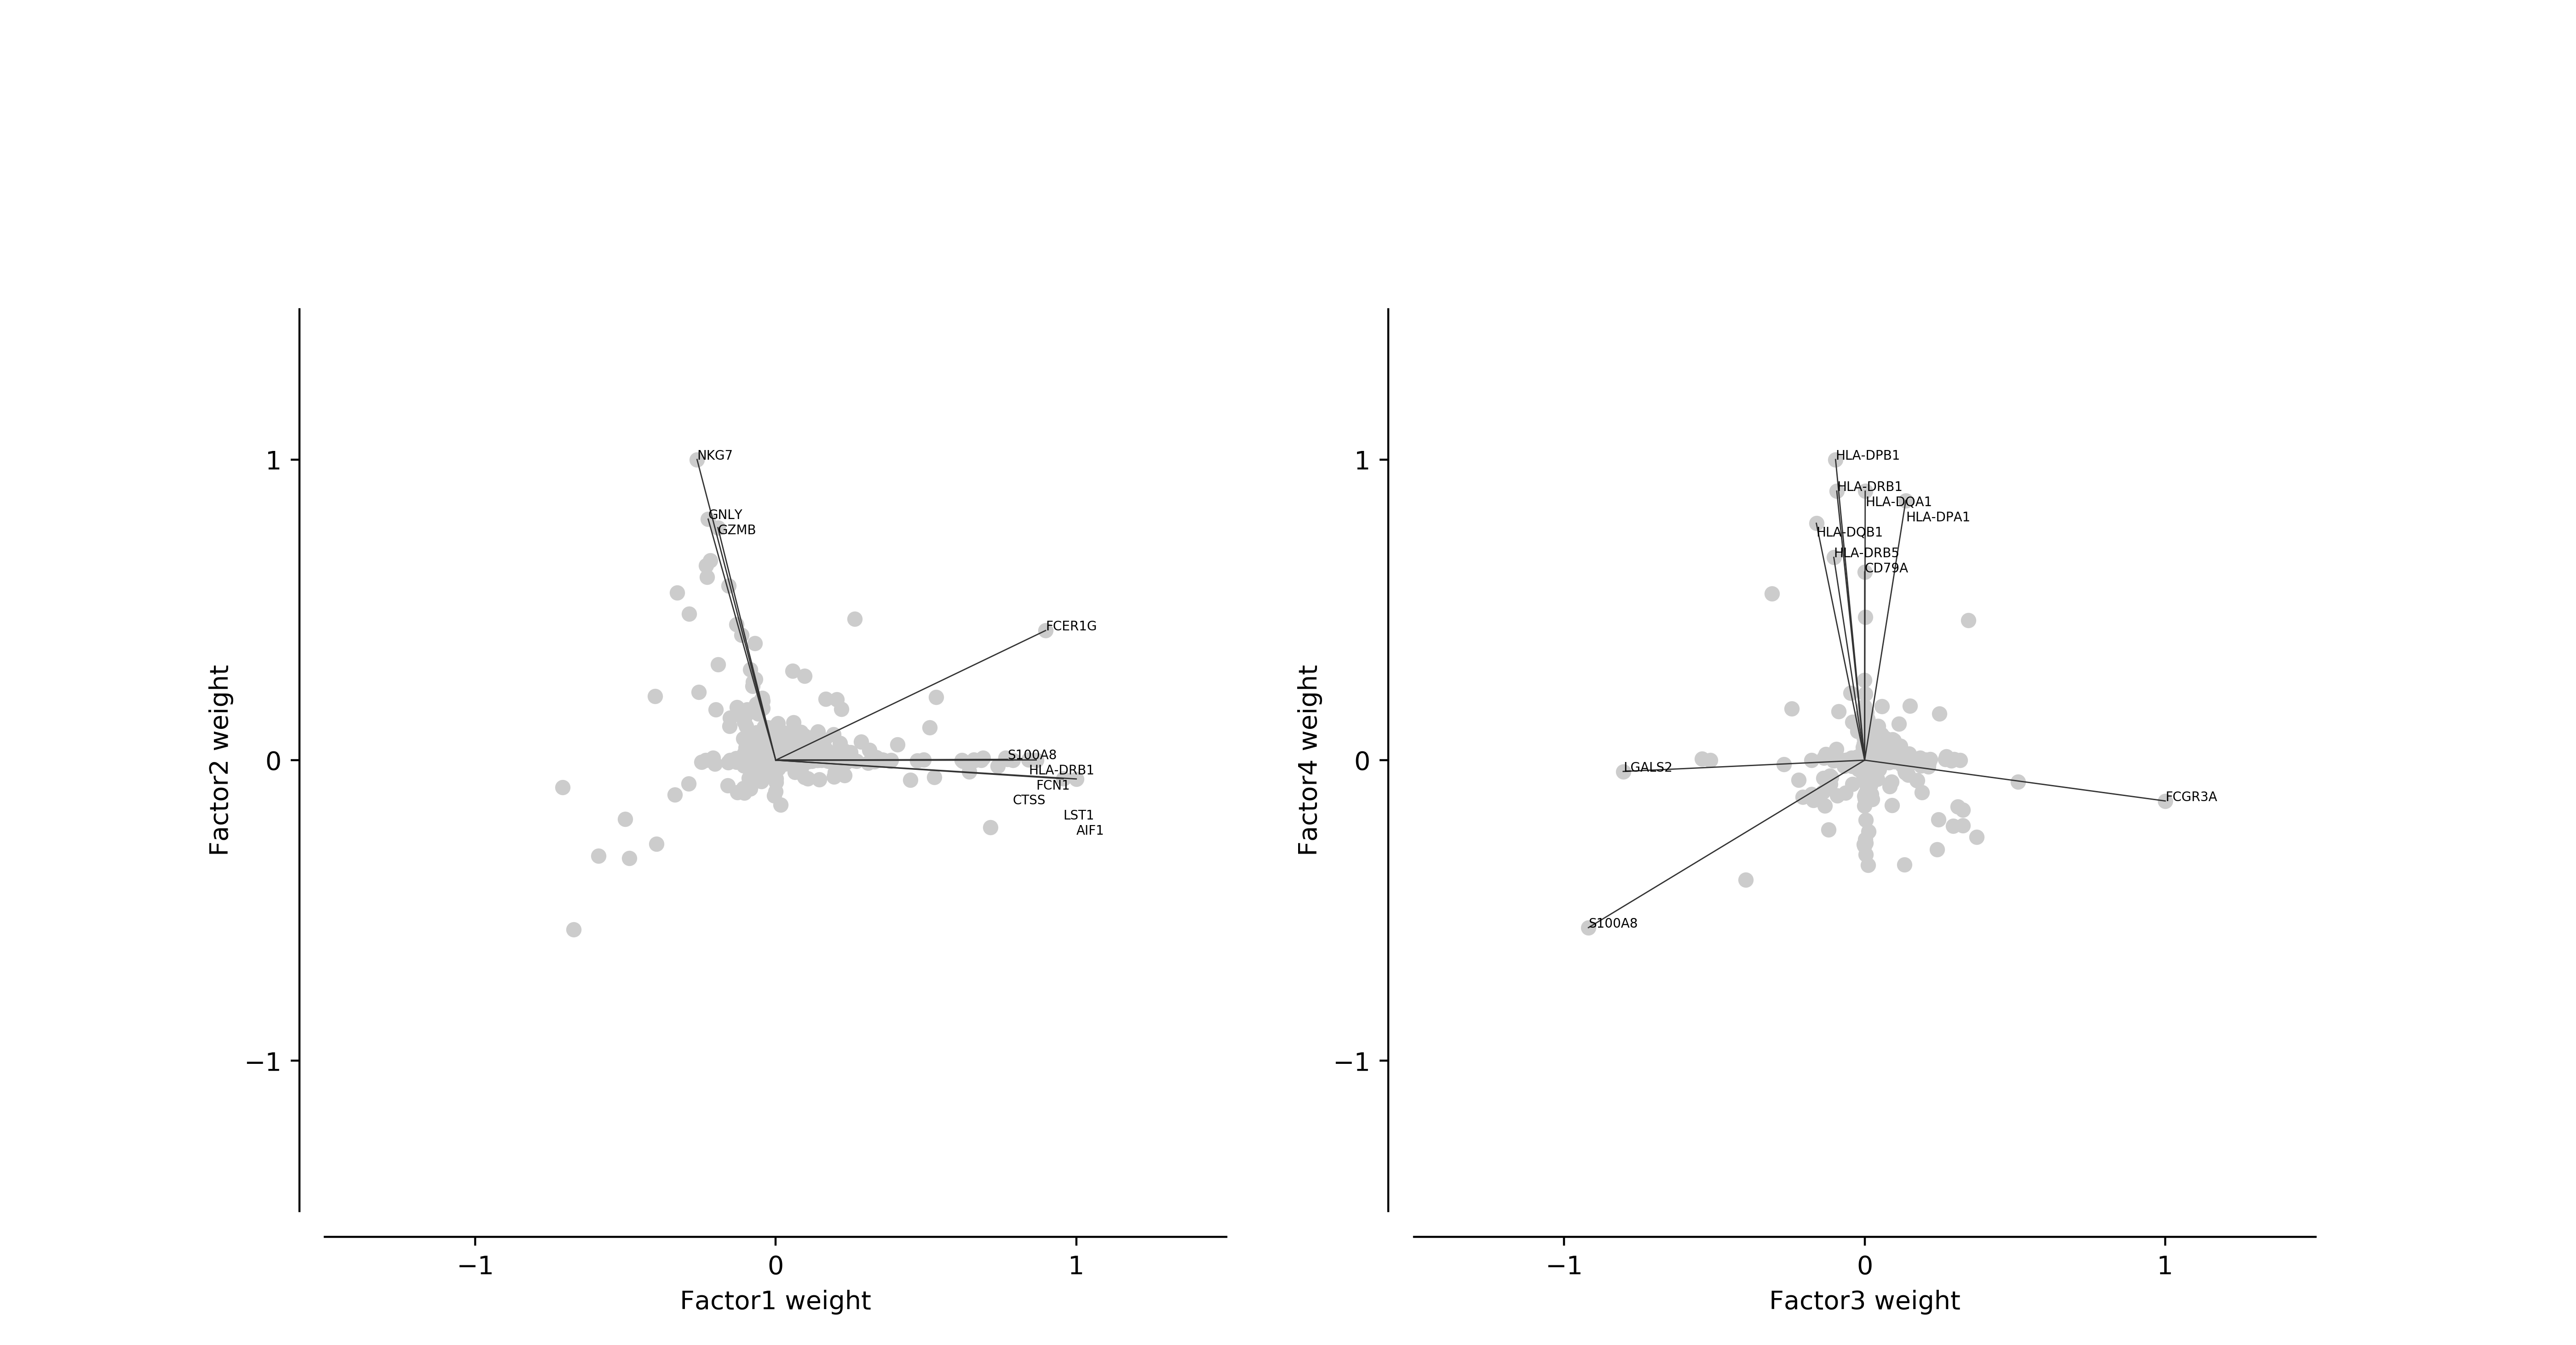 Factor2 weight
1
0
−1
NKG7
GNLY
GZMB
FCER1G
S100A8
HLA-DRB1
FCN1
CTSS
LST1
AIF1
−1
0
1
Factor1 weight
Factor4 weight
1
0
−1
HLA-DPB1
HLA-DRB1
HLA-DQA1
HLA-DPA1
HLA-DQB1
HLA-DRB5
CD79A
LGALS2
FCGR3A
S100A8
−1
0
1
Factor3 weight